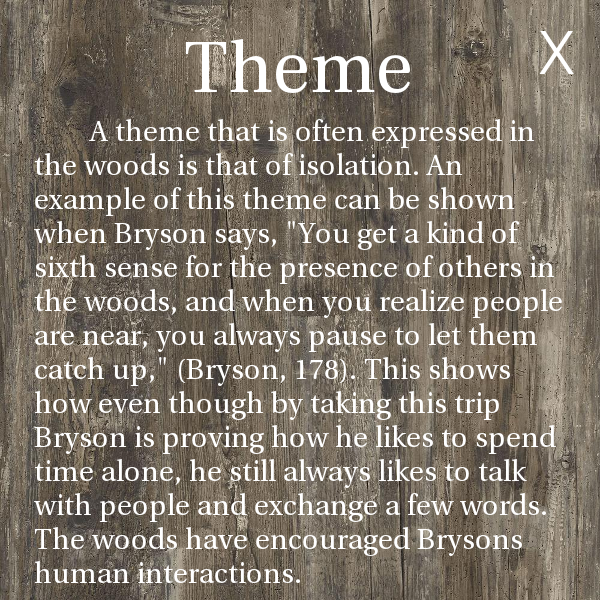 Theme
X
A theme that is often expressed in
the woods is that of isolation. An
example of this theme can be shown
when Bryson says, "You get a kind of
sixth sense for the presence of others in
the woods, and when you realize people
are near, you always pause to let them
catch up," (Bryson, 178). This shows
how even though by taking this trip
Bryson is proving how he likes to spend
time alone, he still always likes to talk
with people and exchange a few words.
The woods have encouraged Brysons
human interactions.